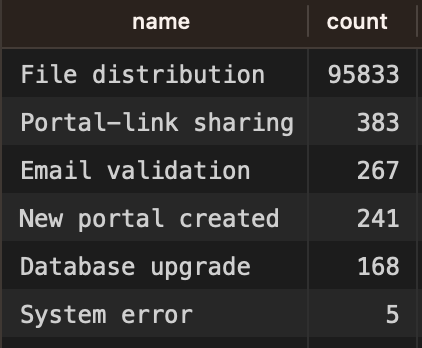 name count
File distribution 95833
Portal-link sharing 383
Email validation 267
New portal created 241
Database upgrade 168
System error 5